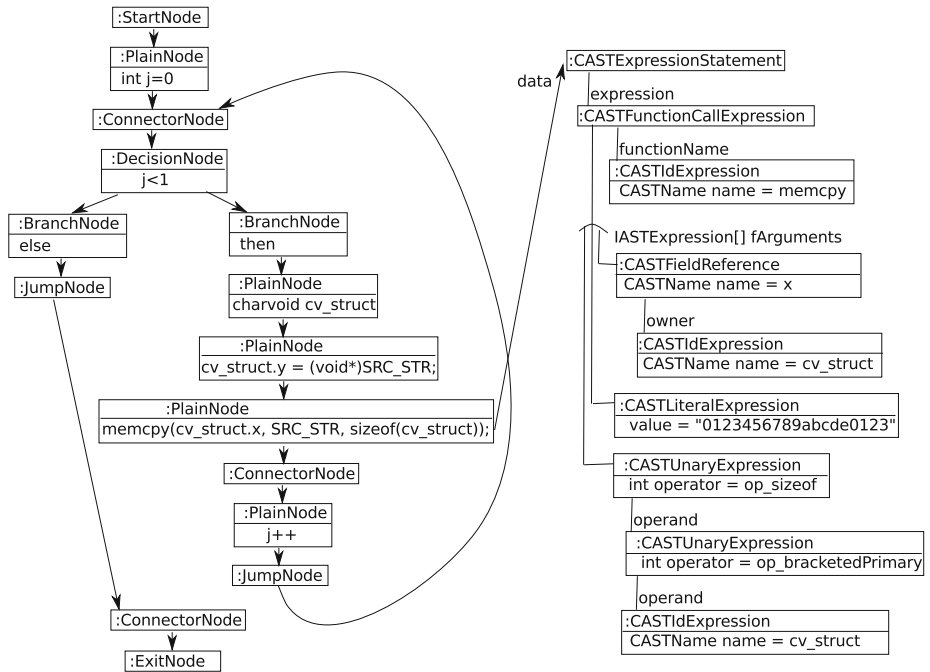 :StartNode
:PlainNode
int j=0
:ConnectorNode
:DecisionNode
j<1
:BranchNode
else
:JumpNode
:BranchNode
then
:PlainNode
charvoid cv_struct
:PlainNode
cv_struct.y = (void*)SRC_STR;
:PlainNode
memcpy(cv_struct.x, SRC_STR, sizeof(cv_struct));
:ConnectorNode
:PlainNode
j++
:JumpNode
:ConnectorNode
:ExitNode
data
:CASTExpressionStatement
expression
:CASTFunctionCallExpression
functionName
:CASTIdExpression
CASTName name = memcpy
IASTExpression[] fArguments
:CASTFieldReference
CASTName name = x
owner
:CASTIdExpression
CASTName name = cv_struct
:CASTLiteralExpression
value = "0123456789abcde0123"
:CASTUnaryExpression
int operator = op_sizeof
operand
:CASTUnaryExpression
int operator = op_bracketedPrimary
operand
:CASTIdExpression
CASTName name = cv_struct